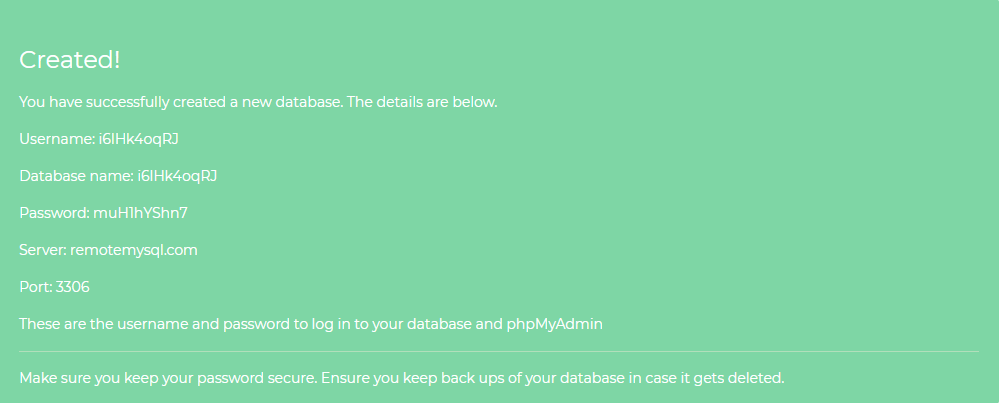 Created!
You have successfully created a new database. The details are below.
Username: i6lHk4oqRJ
Database name: i6lHk4oqRJ
Password: muH1hYShn7
Server: remotemysql.com
Port: 3306
These are the username and password to log in to your database and phpMyAdmin
Make sure you keep your password secure. Ensure you keep back ups of your database in case it gets deleted.